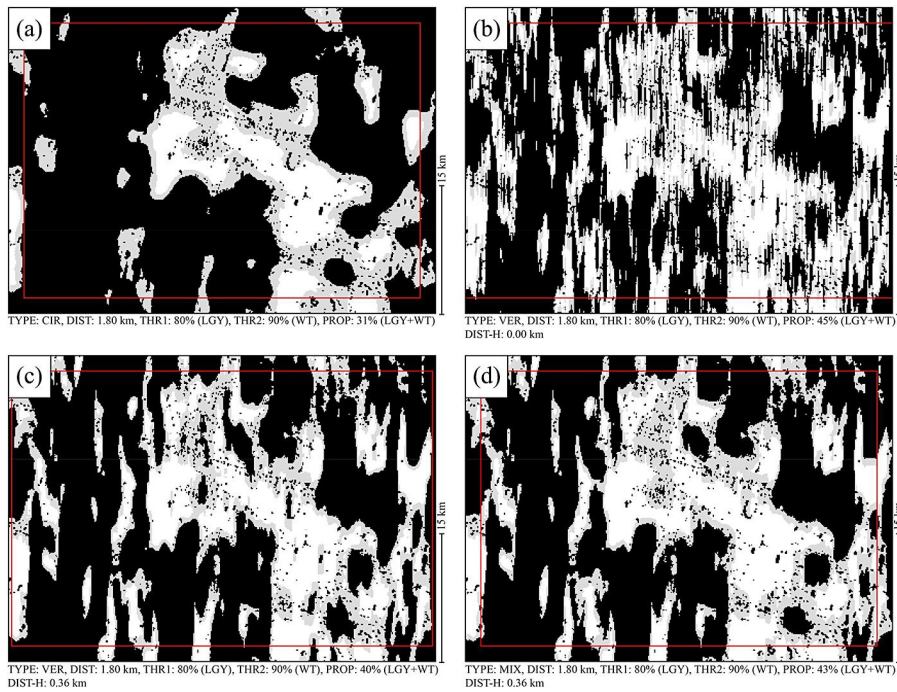 (a)
(b)
15 km
15 km
TYPE: CIR, DIST: 1.80 km, THR1: 80% (LGY), THR2: 90% (WT), PROP: 31% (LGY+WT)
TYPE: VER, DIST: 1.80 km, THR1: 80% (LGY), THR2: 90% (WT), PROP: 45% (LGY+WT)
DIST-H: 0.00 km
(c)
(d)
15 km
15 km
TYPE: VER, DIST: 1.80 km, THR1: 80% (LGY), THR2: 90% (WT), PROP: 40% (LGY+WT)
DIST-H: 0.36 km
TYPE: MIX, DIST: 1.80 km, THR1: 80% (LGY), THR2: 90% (WT), PROP: 43% (LGY+WT)
DIST-H: 0.36 km